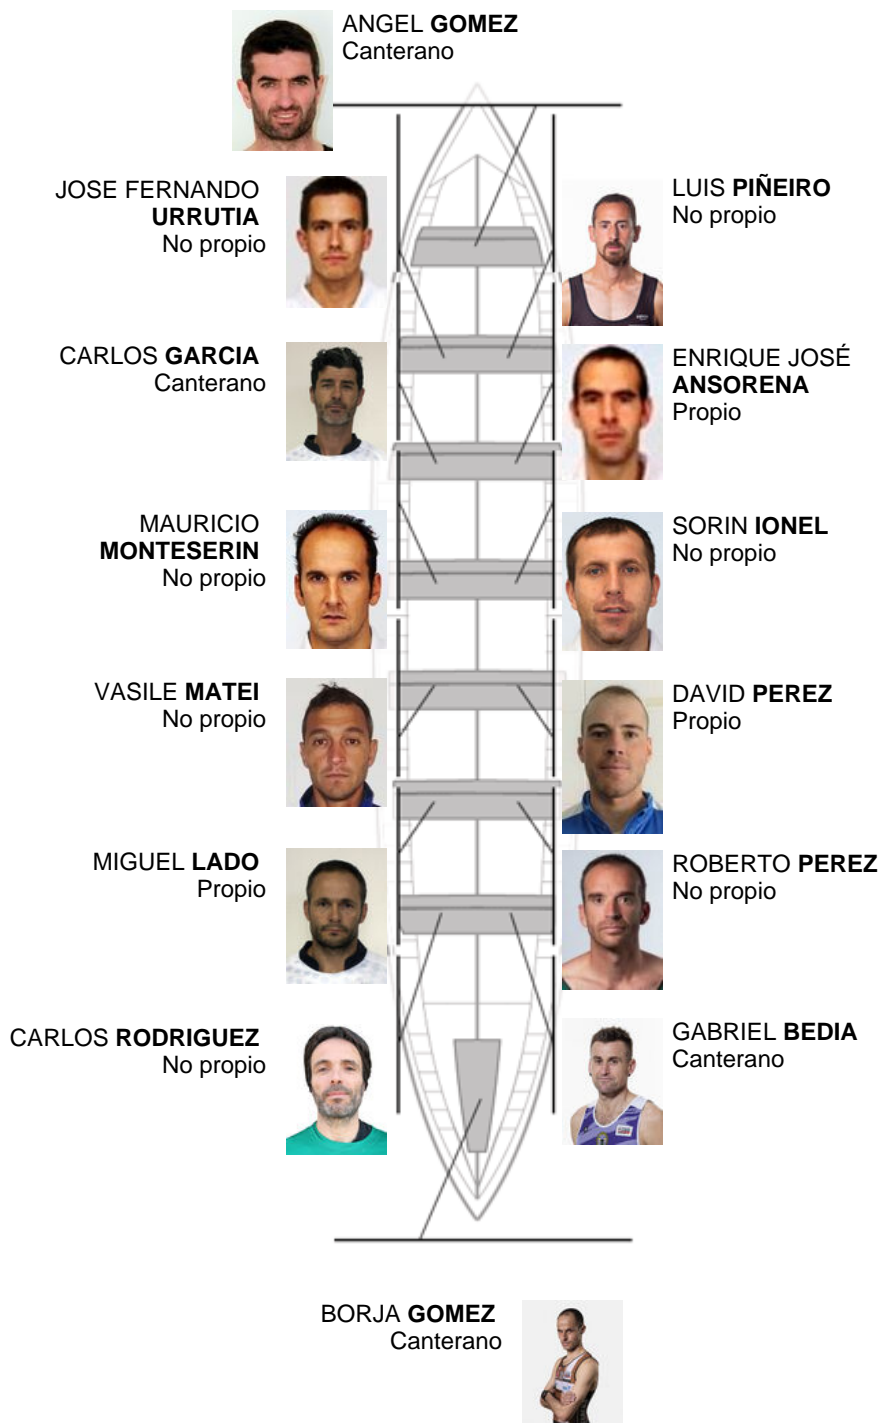 ANGEL GOMEZ
Canterano
JOSE FERNANDO
URRUTIA
No propio
LUIS PIÑEIRO
No propio
CARLOS GARCIA
Canterano
ENRIQUE JOSÉ
ANSORENA
Propio
MAURICIO
MONTESERIN
No propio
SORIN IONEL
No propio
VASILE MATEI
No propio
DAVID PEREZ
Propio
MIGUEL LADO
Propio
ROBERTO PEREZ
No propio
CARLOS RODRIGUEZ
No propio
GABRIEL BEDIA
Canterano
BORJA GOMEZ
Canterano